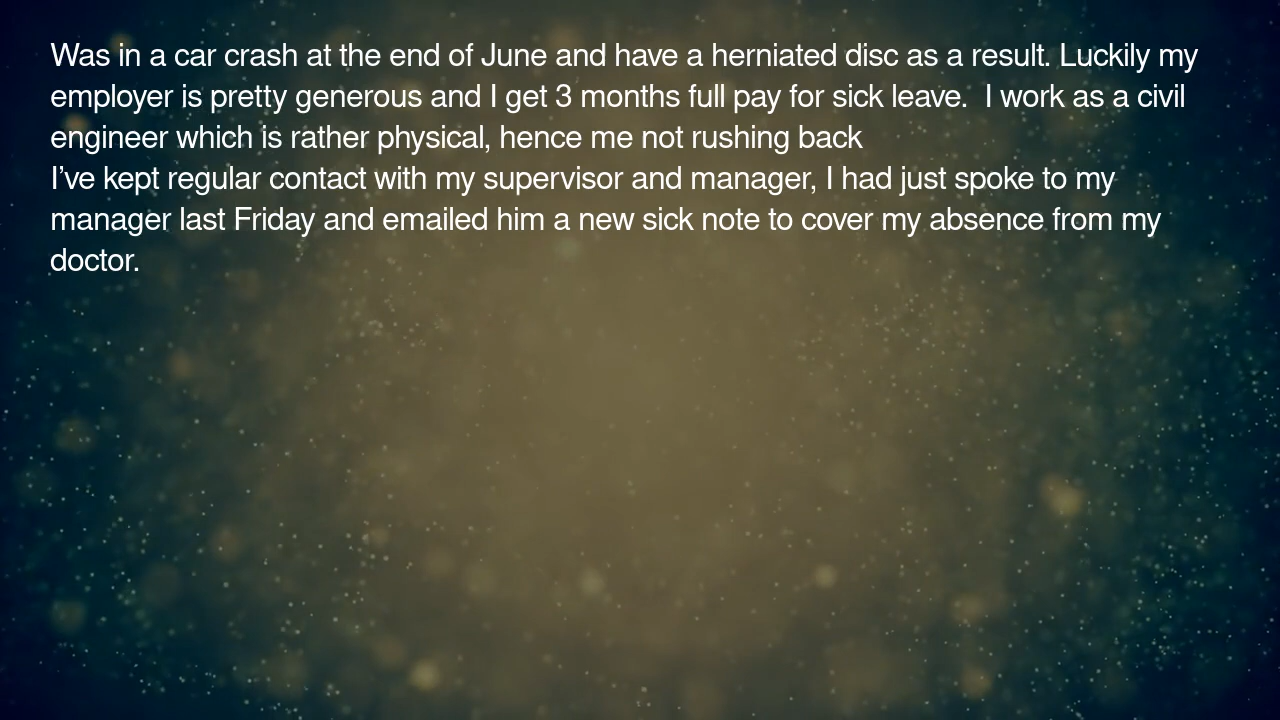 Was in a car crash at the end of June and have a herniated disc as a result. Luckily my
employer is pretty generous and I get 3 months full pay for sick leave.  I work as a civil
engineer which is rather physical, hence me not rushing back
I’ve kept regular contact with my supervisor and manager, I had just spoke to my
manager last Friday and emailed him a new sick note to cover my absence from my
doctor.